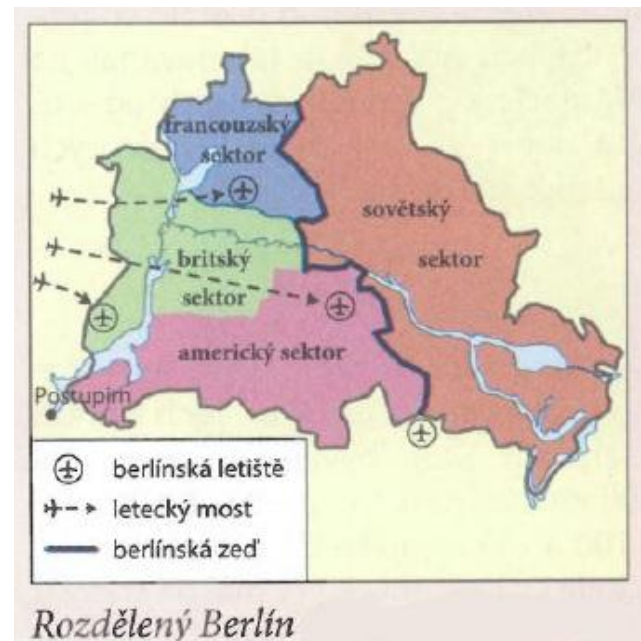 francouzský
sektor
sovětský
sektor
britský
sektor
americký sektor
Postupim
berlínská letiště
letecký most
berlínská zeď
Rozdělený Berlín